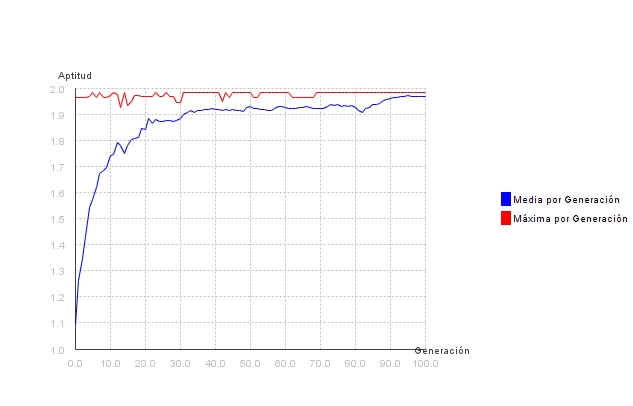 Aptitud
2.0
1.9
1.8
1.7
1.6
1.5
1.4
1.3
1.2
1.1
1.0
Media por Generación
Máxima por Generación
Generación
0.0 10.0 20.0 30.0 40.0 50.0 60.0 70.0 80.0 90.0 100.0